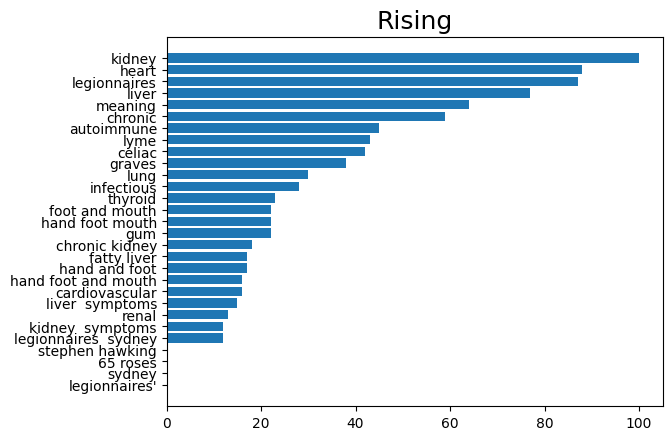 Rising
kidney
heart
legionnaires
liver
meaning
chronic
autoimmune
lyme
celiac
graves
lung
infectious
thyroid
foot and mouth
hand foot mouth
gum
chronic kidney
fatty liver
hand and foot
hand foot and mouth
cardiovascular
liver  symptoms
renal
kidney  symptoms
legionnaires  sydney
stephen hawking
65 roses
sydney
legionnaires'
0 20 40 60 80 100